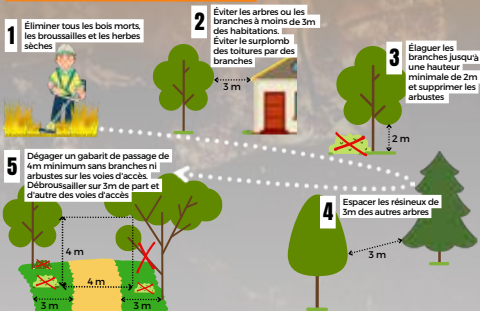 1
Éliminer tous les bois morts,
les broussailles et les herbes
sèches
2
Éviter les arbres ou les
branches à moins de 3m
des habitations.
Éviter le surplomb
des toitures par des
branches
3 m
3
Élaguer les
branches jusqu'à
une hauteur
minimale de 2m
et supprimer les
arbustes
2 m
4
Espacer les résineux de
3m des autres arbres
3 m
5
Dégager un gabarit de passage de
4m minimum sans branches ni
arbustes sur les voies d'accès.
Débroussailler sur 3m de part et
d'autre des voies d'accès
4 m
4 m
3 m
3 m